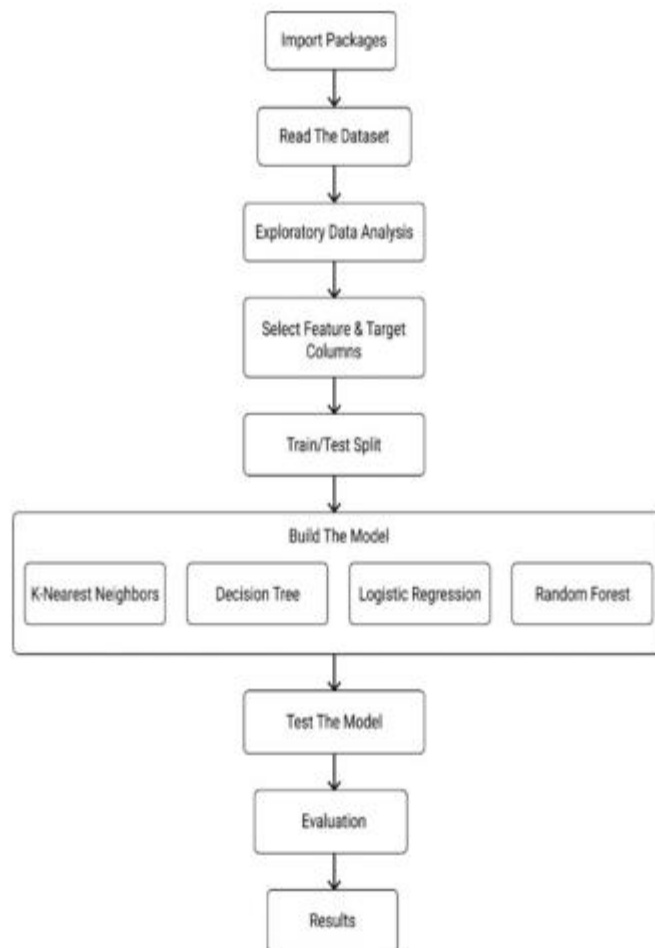 Import Packages
Read The Dataset
Exploratory Data Analysis
Select Feature & Target
Columns
Train/Test Split
Build The Model
K-Nearest Neighbors
Decision Tree
Logistic Regression
Random Forest
Test The Model
Evaluation
Results